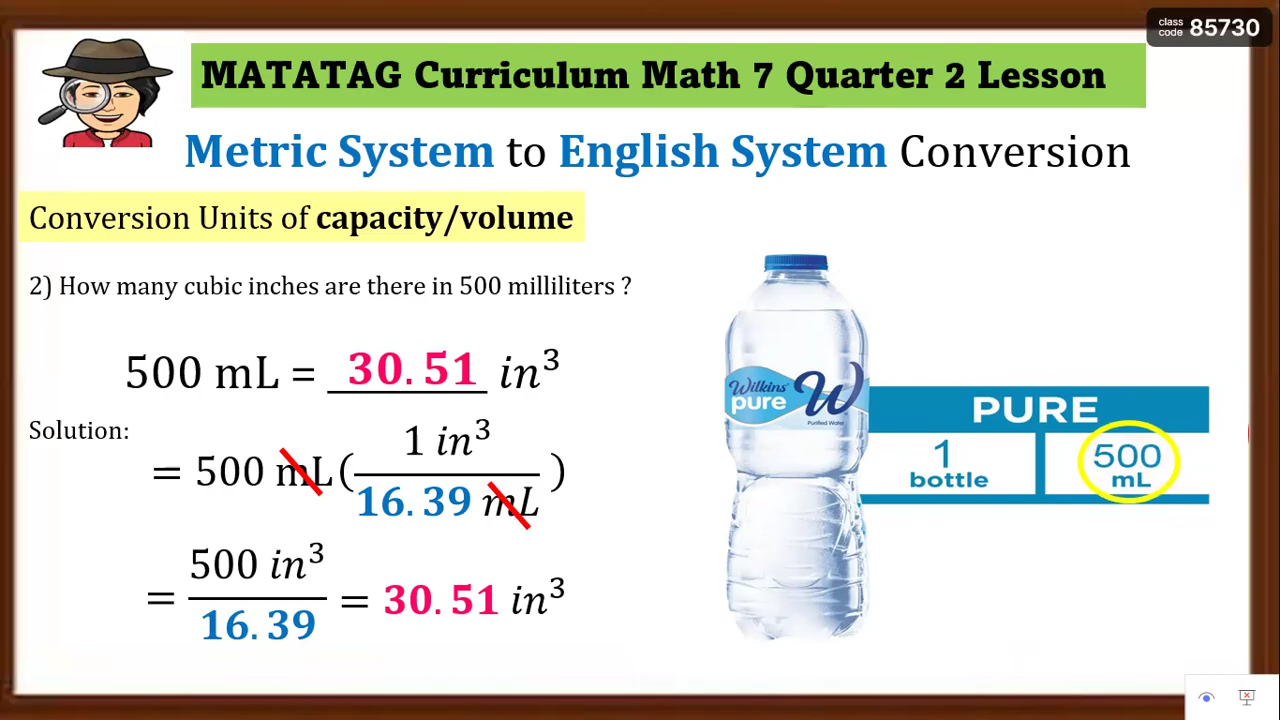 class code 85730
MATATAG Curriculum Math 7 Quarter 2 Lesson
Metric System to English System Conversion
Conversion Units of capacity/volume
2) How many cubic inches are there in 500 milliliters ?
500 mL = 30.51 in³
Solution:
= 500 mL ( 1 in³ / 16.39 mL )
= 500 in³ / 16.39 = 30.51 in³
Wilkins
pure
W
Purified Water
PURE
1
bottle
500
mL